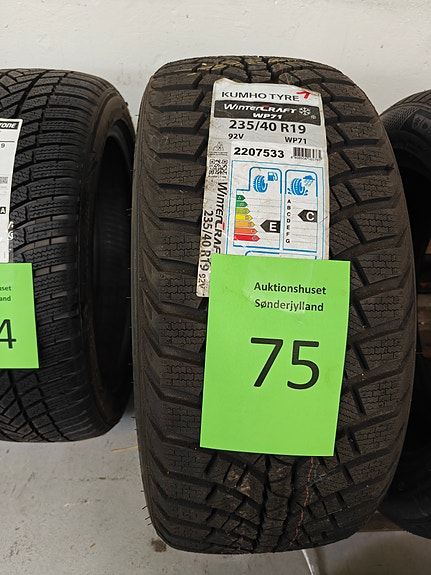 KUMHO TYRE
WINTERCRAFT
WP71
235/40 R19
92V WP71
2207533
WINTERCRAFT
235/40 R19
92V
A
B
C
D
E
F
G
E
C
Auktionshuset
Sønderjylland
75
4